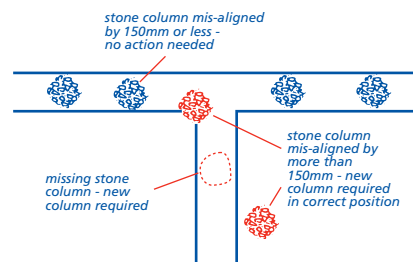 stone column mis-aligned
by 150mm or less -
no action needed
stone column
mis-aligned by
more than
150mm - new
column required
in correct position
missing stone
column - new
column required